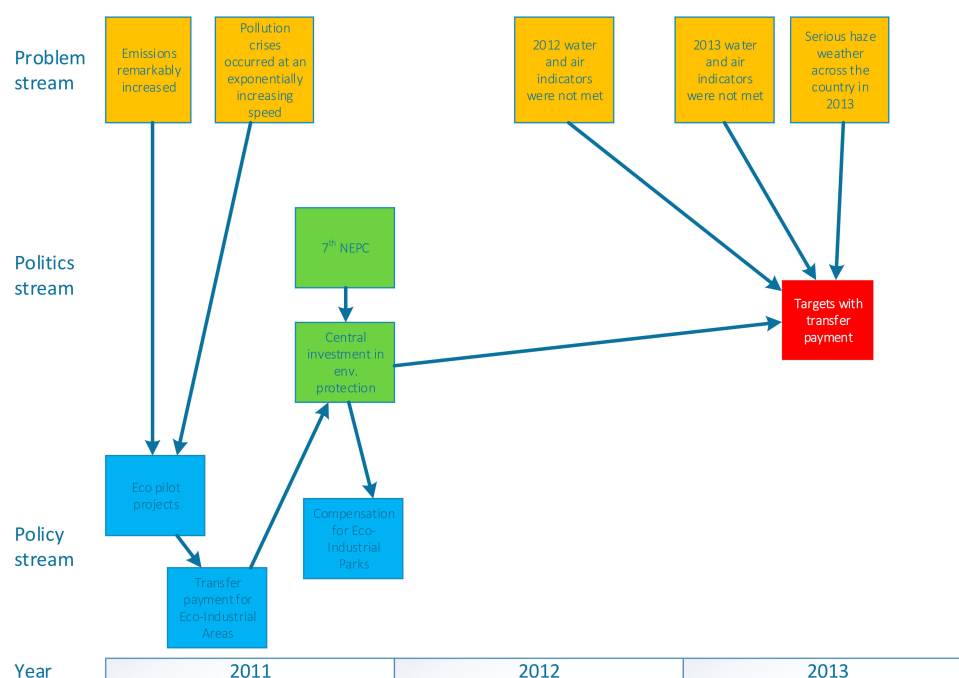 Problem
stream
Emissions
remarkably
increased
Pollution
crises
occurred at an
exponentially
increasing
speed
2012 water
and air
indicators
were not met
2013 water
and air
indicators
were not met
Serious haze
weather
across the
country in
2013
Politics
stream
7th NEPC
Central
investment in
env.
protection
Targets with
transfer
payment
Policy
stream
Eco pilot
projects
Compensation
for Eco-
Industrial
Parks
Transfer
payment for
Eco-Industrial
Areas
Year 2011 2012 2013